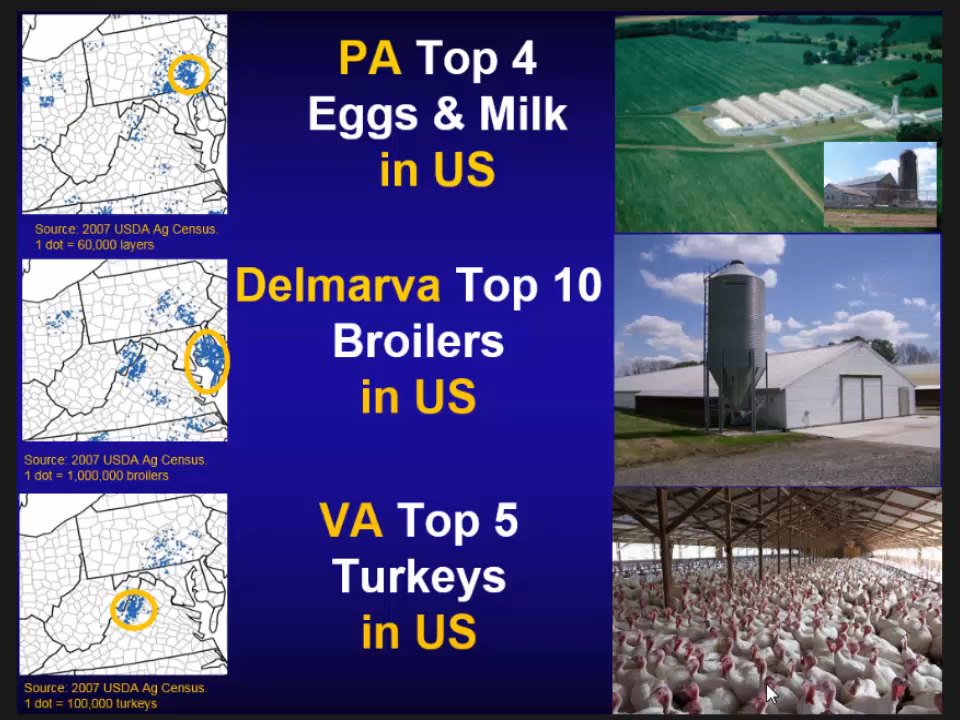 PA Top 4
Eggs & Milk
in US
Source: 2007 USDA Ag Census.
1 dot = 60,000 layers
Delmarva Top 10
Broilers
in US
Source: 2007 USDA Ag Census.
1 dot = 1,000,000 broilers
VA Top 5
Turkeys
in US
Source: 2007 USDA Ag Census.
1 dot = 100,000 turkeys